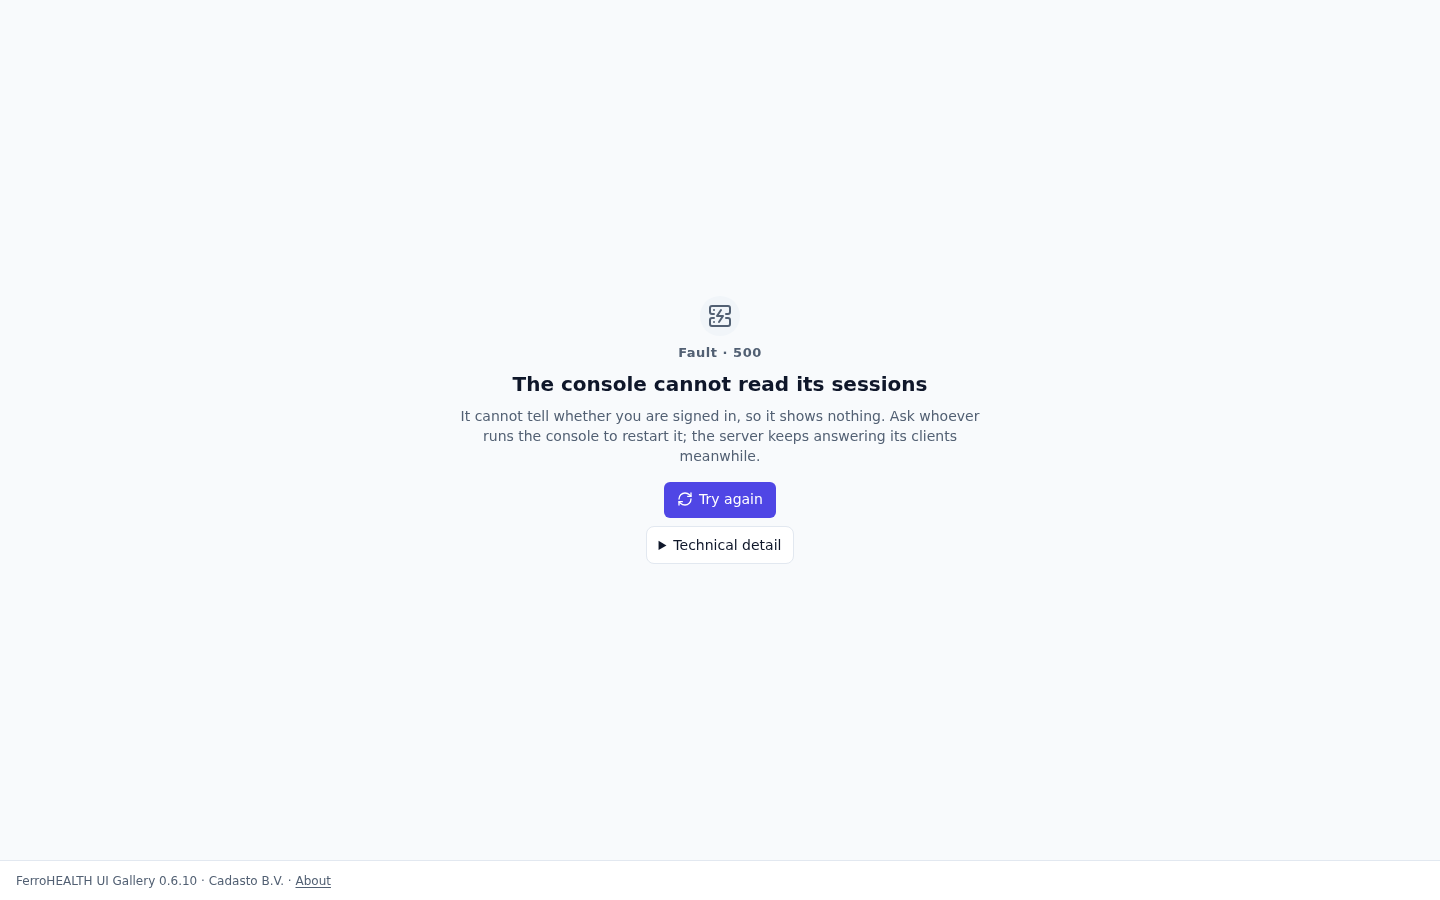 Fault · 500
The console cannot read its sessions
It cannot tell whether you are signed in, so it shows nothing. Ask whoever
runs the console to restart it; the server keeps answering its clients
meanwhile.
Try again
Technical detail
FerroHEALTH UI Gallery 0.6.10 · Cadasto B.V. · About